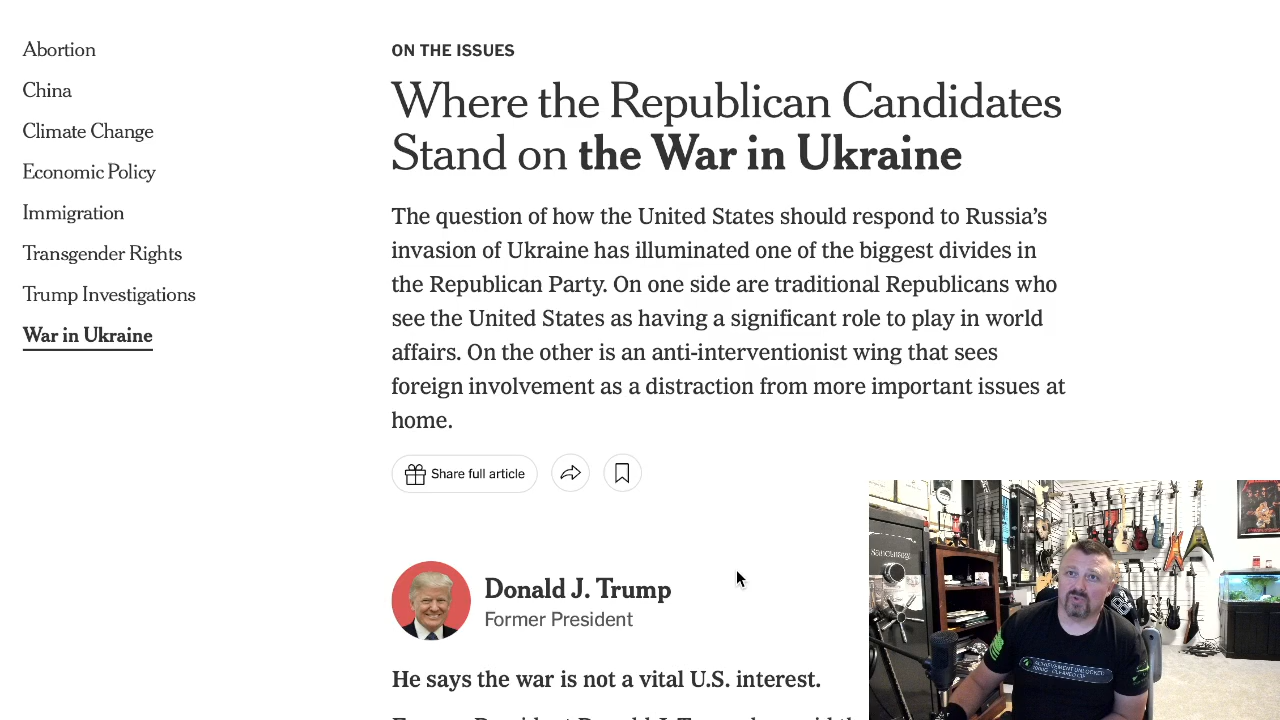 Abortion
China
Climate Change
Economic Policy
Immigration
Transgender Rights
Trump Investigations
War in Ukraine
ON THE ISSUES
Where the Republican Candidates
Stand on the War in Ukraine
The question of how the United States should respond to Russia’s
invasion of Ukraine has illuminated one of the biggest divides in
the Republican Party. On one side are traditional Republicans who
see the United States as having a significant role to play in world
affairs. On the other is an anti-interventionist wing that sees
foreign involvement as a distraction from more important issues at
home.
Share full article
Donald J. Trump
Former President
He says the war is not a vital U.S. interest.
SANCTUARY
ACHIEVEMENT UNLOCKED